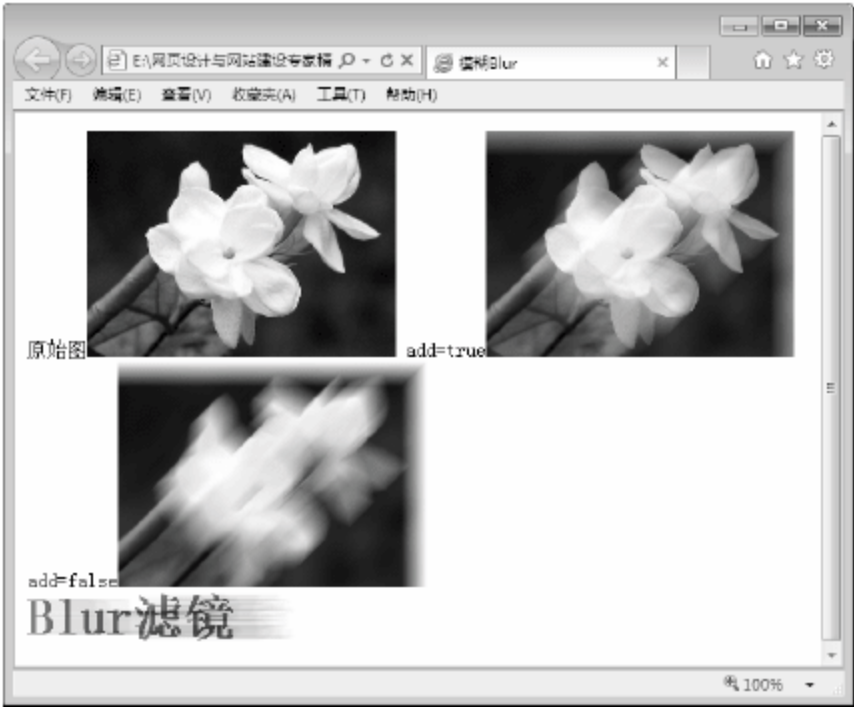 E:\网页设计与网站建设专家精
模糊Blur
文件(F) 编辑(E) 查看(V) 收藏夹(A) 工具(T) 帮助(H)
原始图 add=true
add=false
Blur滤镜
100%